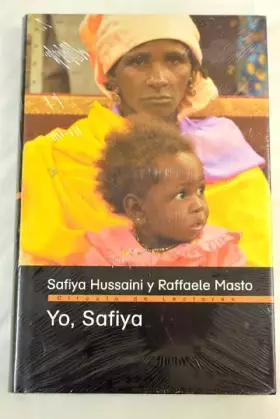 Safiya Hussaini y Raffaele Masto
Círculo de Lectores
Yo, Safiya